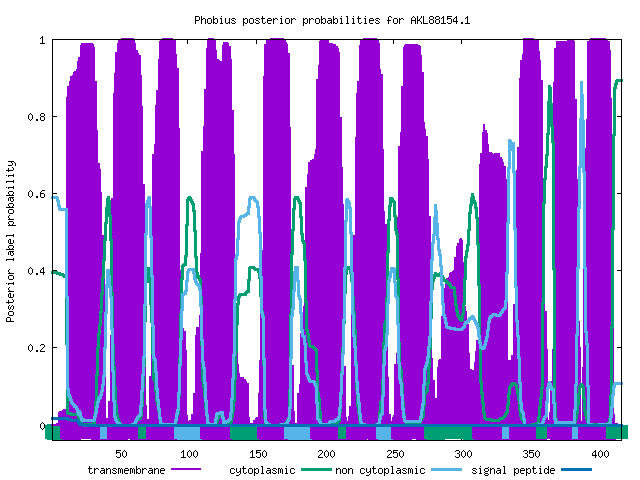 Phobius posterior probabilities for AKL88154.1
Posterior label probability
1
0.8
0.6
0.4
0.2
0
50 100 150 200 250 300 350 400
transmembrane cytoplasmic non cytoplasmic signal peptide